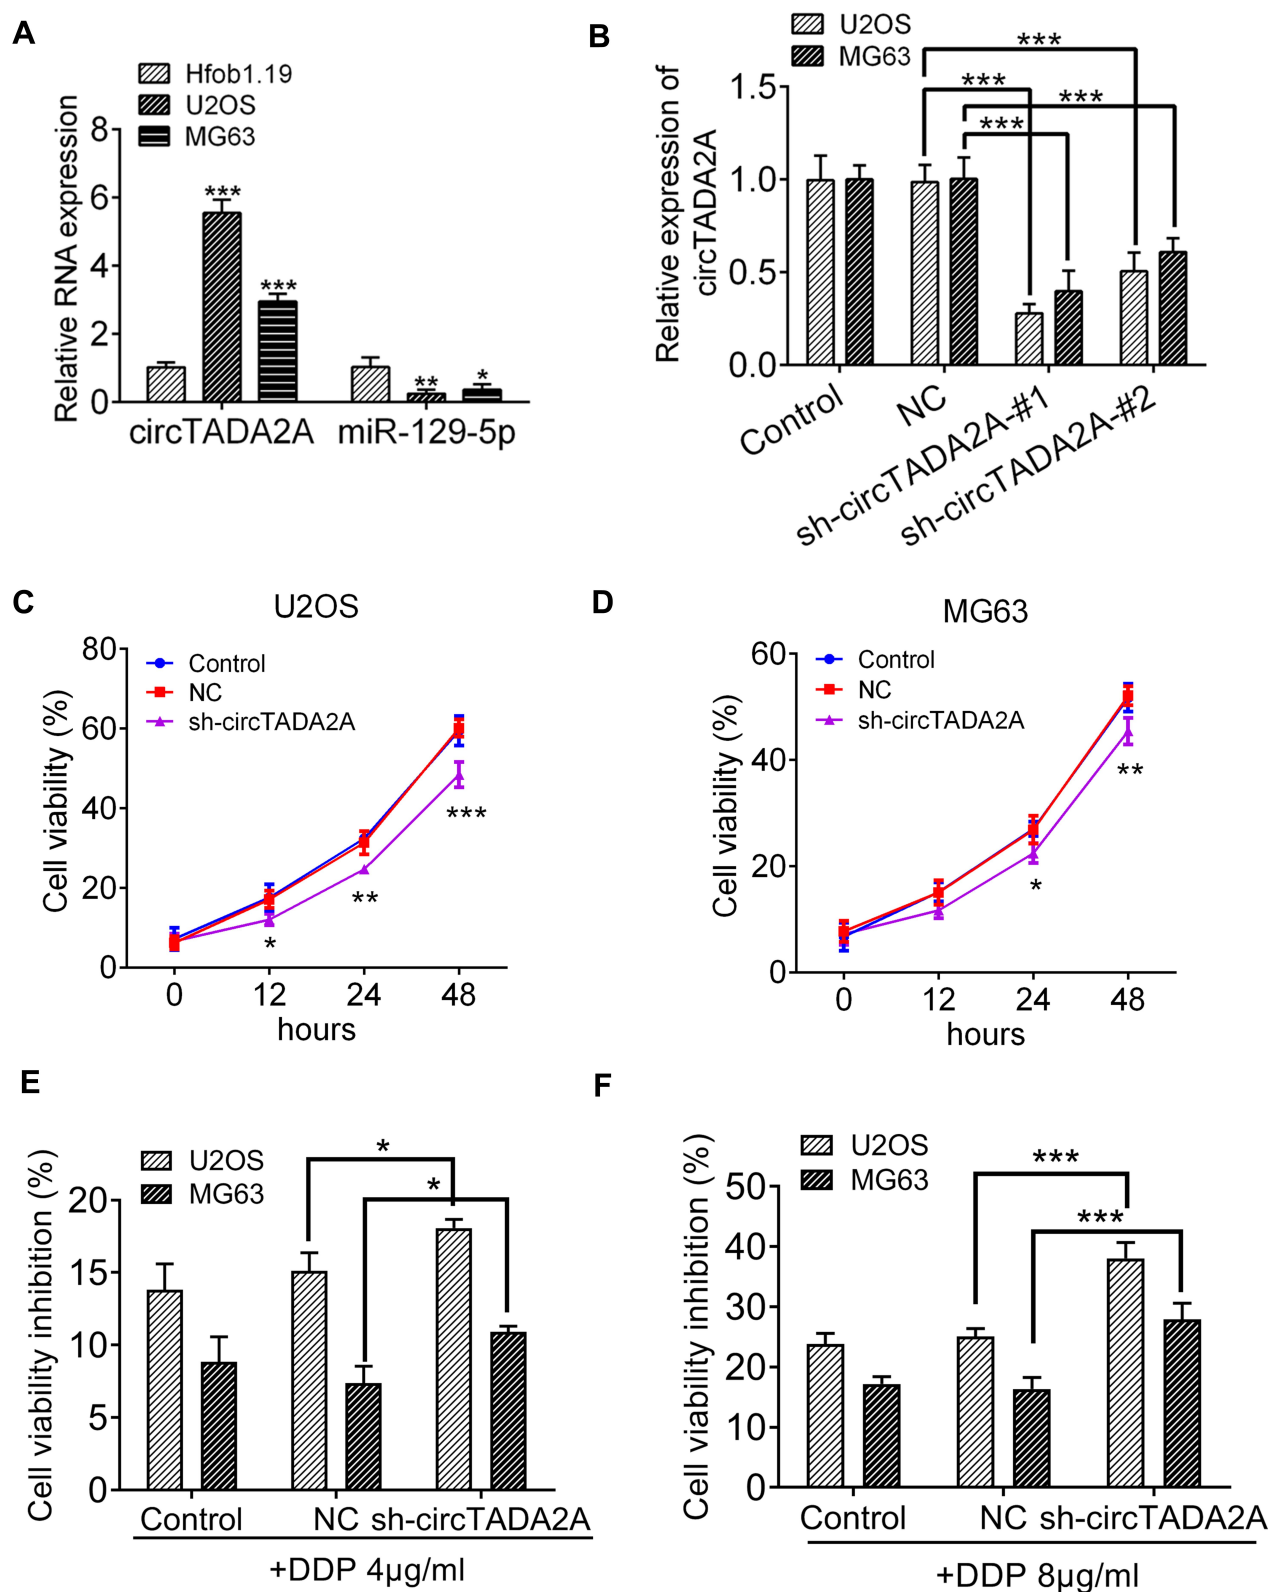 A
Hfob1.19
U2OS
MG63
Relative RNA expression
8
6
4
2
0
***
***
**
*
circTADA2A
miR-129-5p
B
U2OS
MG63
Relative expression of
circTADA2A
1.5
1.0
0.5
0.0
***
***
***
***
Control
NC
sh-circTADA2A-#1
sh-circTADA2A-#2
C
U2OS
Control
NC
sh-circTADA2A
Cell viability (%)
80
60
40
20
0
*
**
***
0 12 24 48
hours
D
MG63
Control
NC
sh-circTADA2A
Cell viability (%)
60
40
20
0
*
**
0 12 24 48
hours
E
U2OS
MG63
Cell viability inhibition (%)
20
15
10
5
0
*
*
Control NC sh-circTADA2A
+DDP 4μg/ml
F
U2OS
MG63
Cell viability inhibition (%)
50
40
30
20
10
0
***
***
Control NC sh-circTADA2A
+DDP 8μg/ml